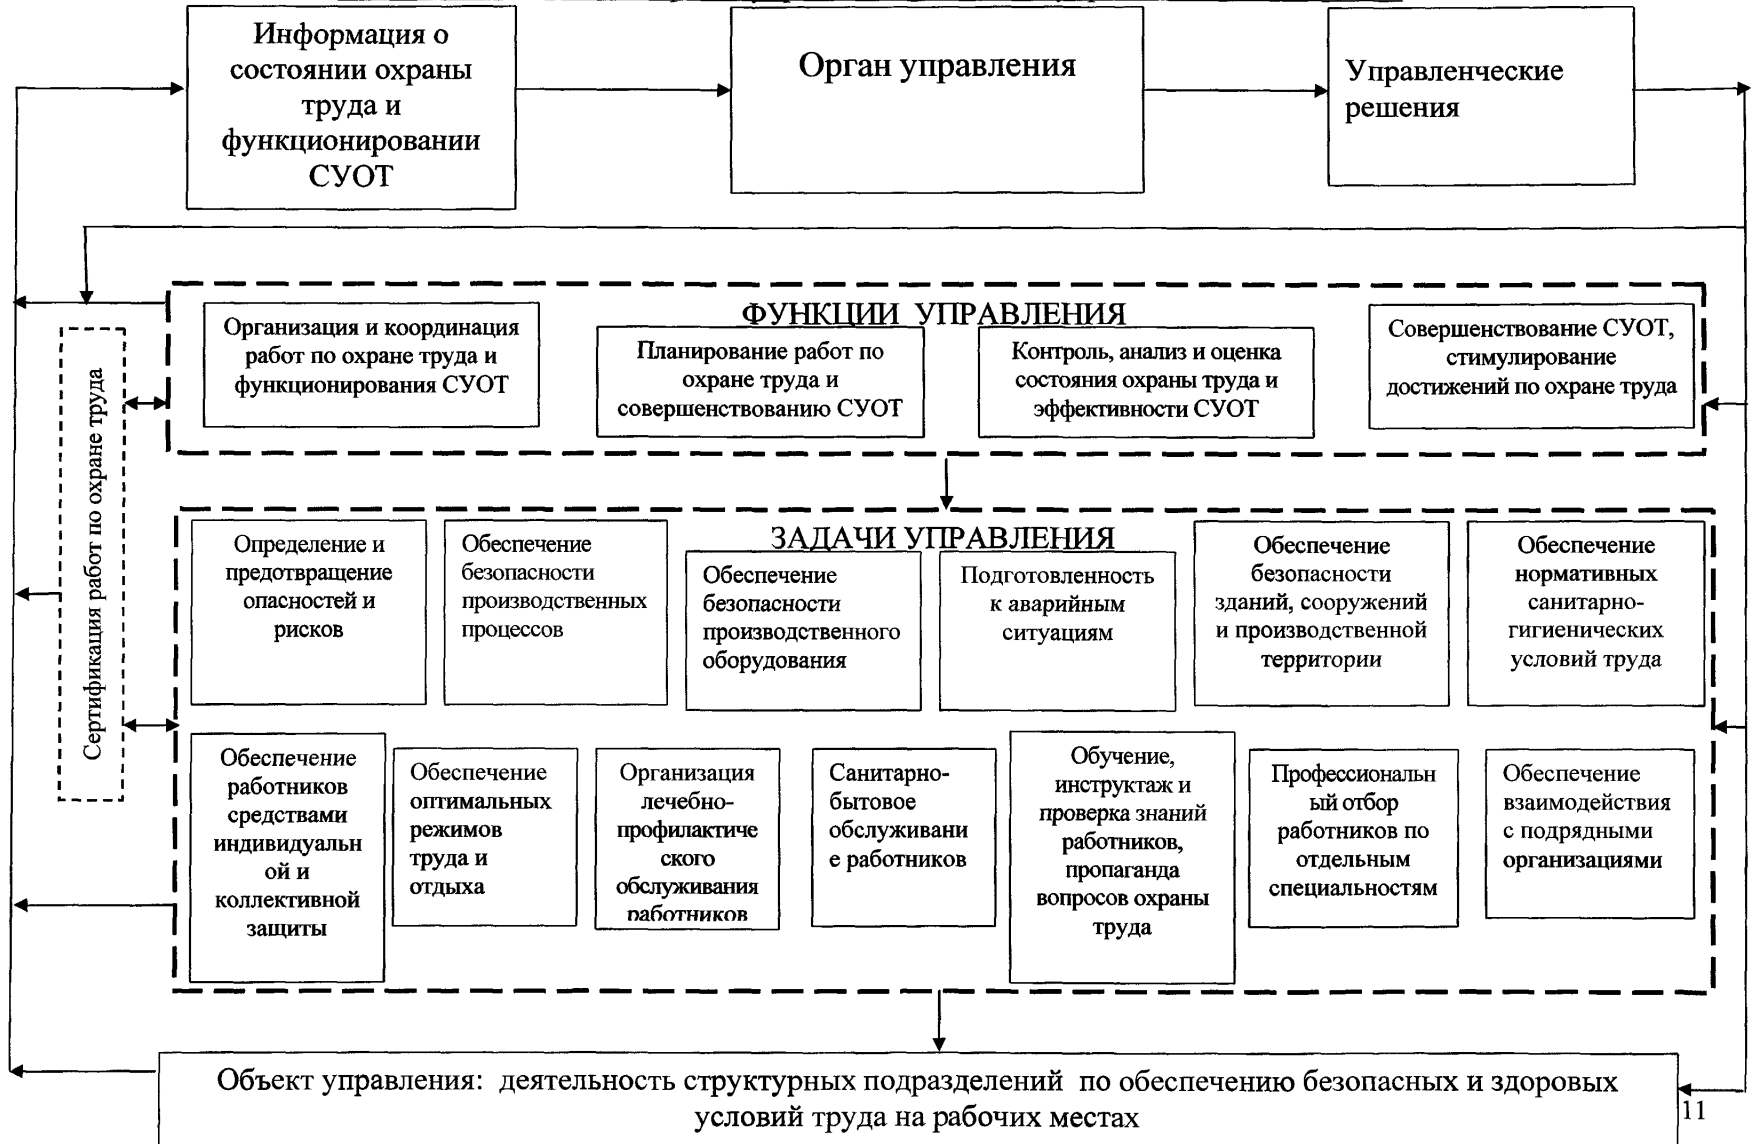 Информация о
состоянии охраны
труда и
функционировании
СУОТ
Орган управления
Управленческие
решения
ФУНКЦИИ УПРАВЛЕНИЯ
Организация и координация
работ по охране труда и
функционирования СУОТ
Планирование работ по
охране труда и
совершенствованию СУОТ
Контроль, анализ и оценка
состояния охраны труда и
эффективности СУОТ
Совершенствование СУОТ,
стимулирование
достижений по охране труда
Сертификация работ по охране труда
ЗАДАЧИ УПРАВЛЕНИЯ
Определение и
предотвращение
опасностей и
рисков
Обеспечение
безопасности
производственных
процессов
Обеспечение
безопасности
производственного
оборудования
Подготовленность
к аварийным
ситуациям
Обеспечение
безопасности
зданий, сооружений
и производственной
территории
Обеспечение
нормативных
санитарно-
гигиенических
условий труда
Обеспечение
работников
средствами
индивидуальн
ой и
коллективной
защиты
Обеспечение
оптимальных
режимов
труда и
отдыха
Организация
лечебно-
профилактиче
ского
обслуживания
работников
Санитарно-
бытовое
обслуживани
е работников
Обучение,
инструктаж и
проверка знаний
работников,
пропаганда
вопросов охраны
труда
Профессиональн
ый отбор
работников по
отдельным
специальностям
Обеспечение
взаимодействия
с подрядными
организациями
Объект управления: деятельность структурных подразделений по обеспечению безопасных и здоровых
условий труда на рабочих местах
11